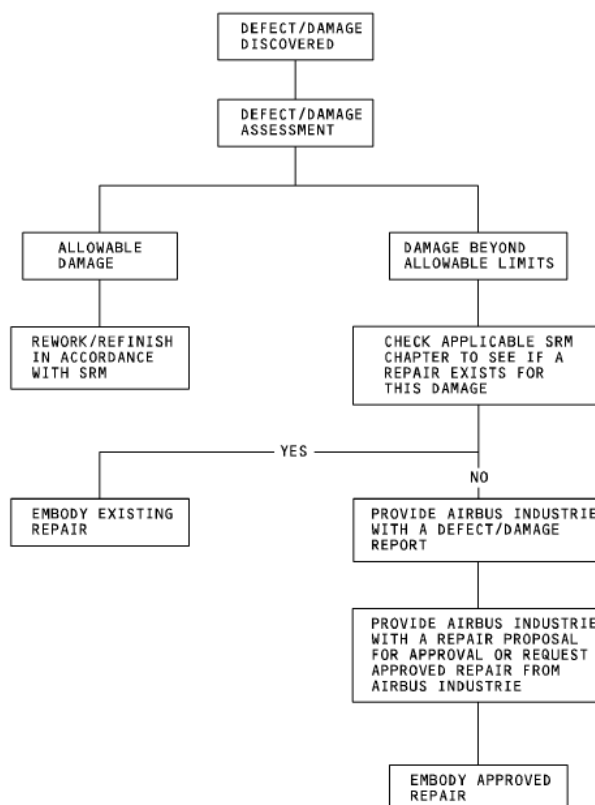 DEFECT/DAMAGE
DISCOVERED
DEFECT/DAMAGE
ASSESSMENT
ALLOWABLE
DAMAGE
DAMAGE BEYOND
ALLOWABLE LIMITS
REWORK/REFINISH
IN ACCORDANCE
WITH SRM
CHECK APPLICABLE SRM
CHAPTER TO SEE IF A
REPAIR EXISTS FOR
THIS DAMAGE
YES
NO
EMBODY EXISTING
REPAIR
PROVIDE AIRBUS INDUSTRIE
WITH A DEFECT/DAMAGE
REPORT
PROVIDE AIRBUS INDUSTRIE
WITH A REPAIR PROPOSAL
FOR APPROVAL OR REQUEST
APPROVED REPAIR FROM
AIRBUS INDUSTRIE
EMBODY APPROVED
REPAIR